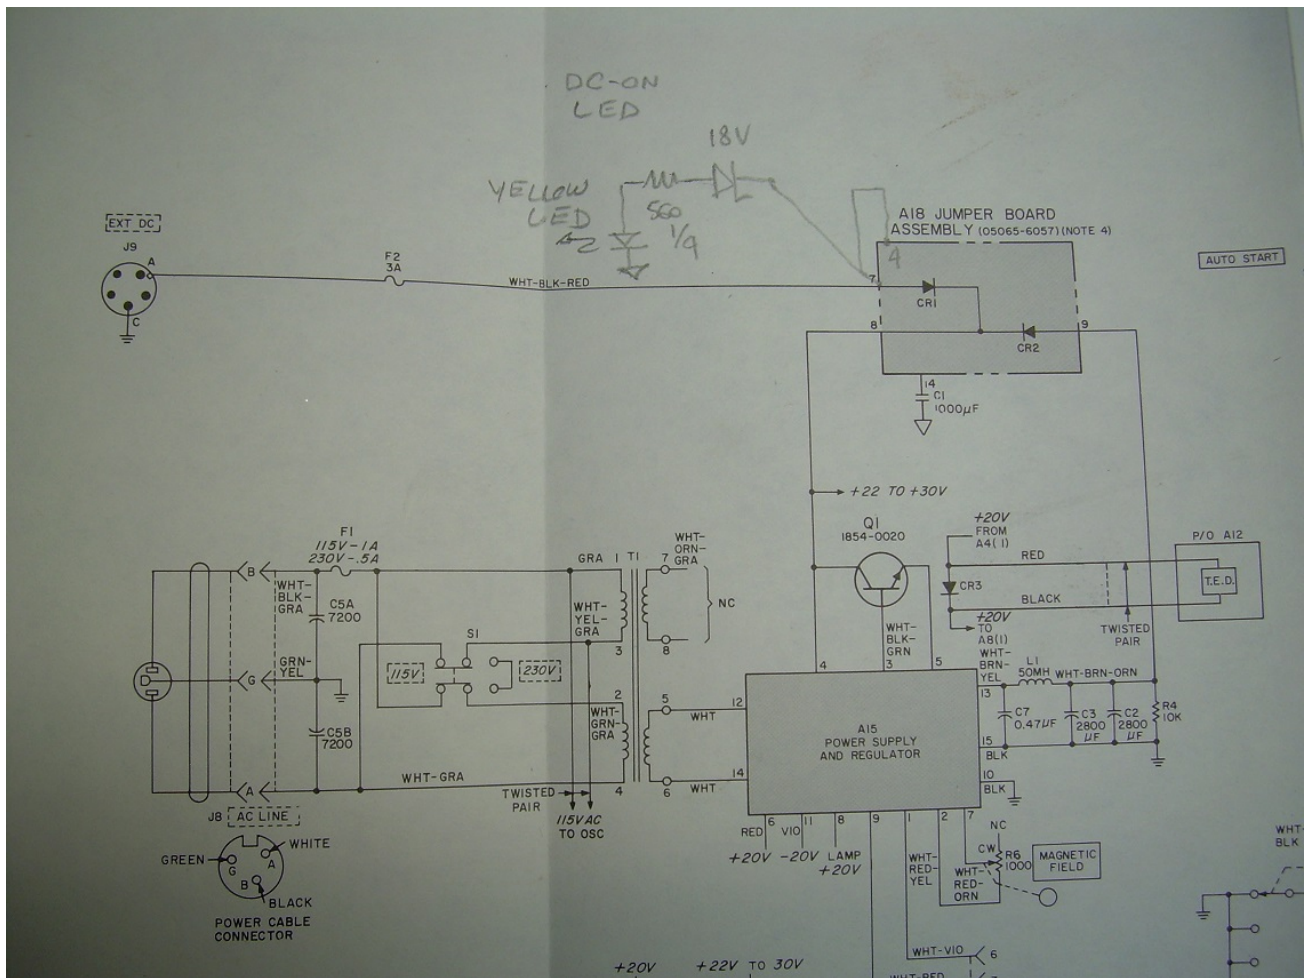 DC-ON
LED
18V
YELLOW
LED
560
1/4
EXT DC
J9
A
C
F2
3A
WHT-BLK-RED
A18 JUMPER BOARD
ASSEMBLY (05065-6057)(NOTE 4)
4
7
CR1
8
9
CR2
14
C1
1000µF
AUTO START
+22 TO +30V
Q1
1854-0020
+20V
FROM
A4(1)
RED
P/O A12
CR3
T.E.D.
BLACK
+20V
TO
A8(1)
TWISTED
PAIR
F1
115V-1A
230V-.5A
B
WHT-
BLK-
GRA
C5A
7200
GRN-
YEL
G
C5B
7200
A
J8 AC LINE
WHITE
GREEN
G
A
B
BLACK
POWER CABLE
CONNECTOR
S1
115V
230V
WHT-GRA
GRA
1
T1
7
WHT-
ORN-
GRA
WHT-
YEL-
GRA
NC
3
8
2
5
WHT-
GRN-
GRA
WHT
12
4
6
WHT
14
TWISTED
PAIR
115VAC
TO OSC
WHT-
BLK-
GRN
4
3
5
WHT-
BRN-
YEL
13
L1
50MH
WHT-BRN-ORN
C7
0.47µF
C3
2800
µF
C2
2800
µF
R4
10K
15
BLK
10
BLK
A15
POWER SUPPLY
AND REGULATOR
6
11
8
9
1
2
7
RED
VIO
+20V
-20V
LAMP
+20V
WHT-
RED-
YEL
WHT-
RED-
ORN
NC
CW
R6
1000
MAGNETIC
FIELD
WHT-
BLK
WHT-VIO
6
WHT-RED
+20V
+22V TO 30V